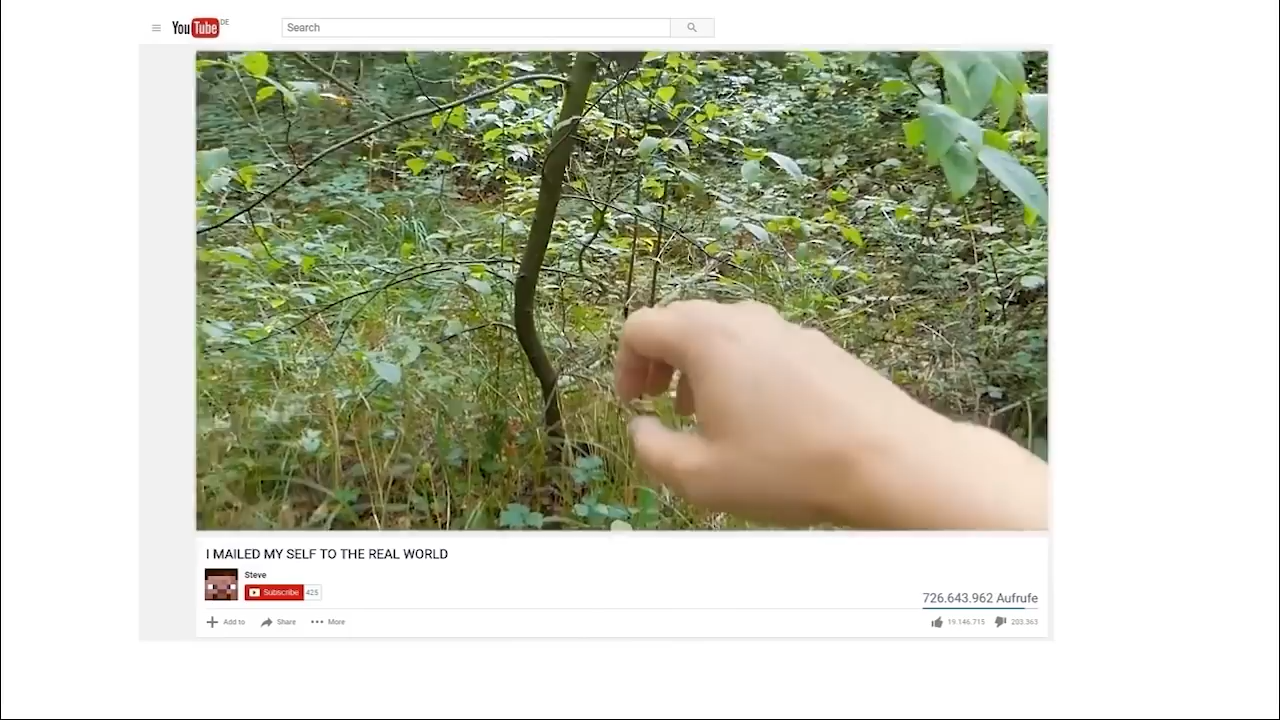 YouTube DE
Search
I MAILED MY SELF TO THE REAL WORLD
Steve
Subscribe 425
726.643.962 Aufrufe
Add to Share More
19.146.715 203.363